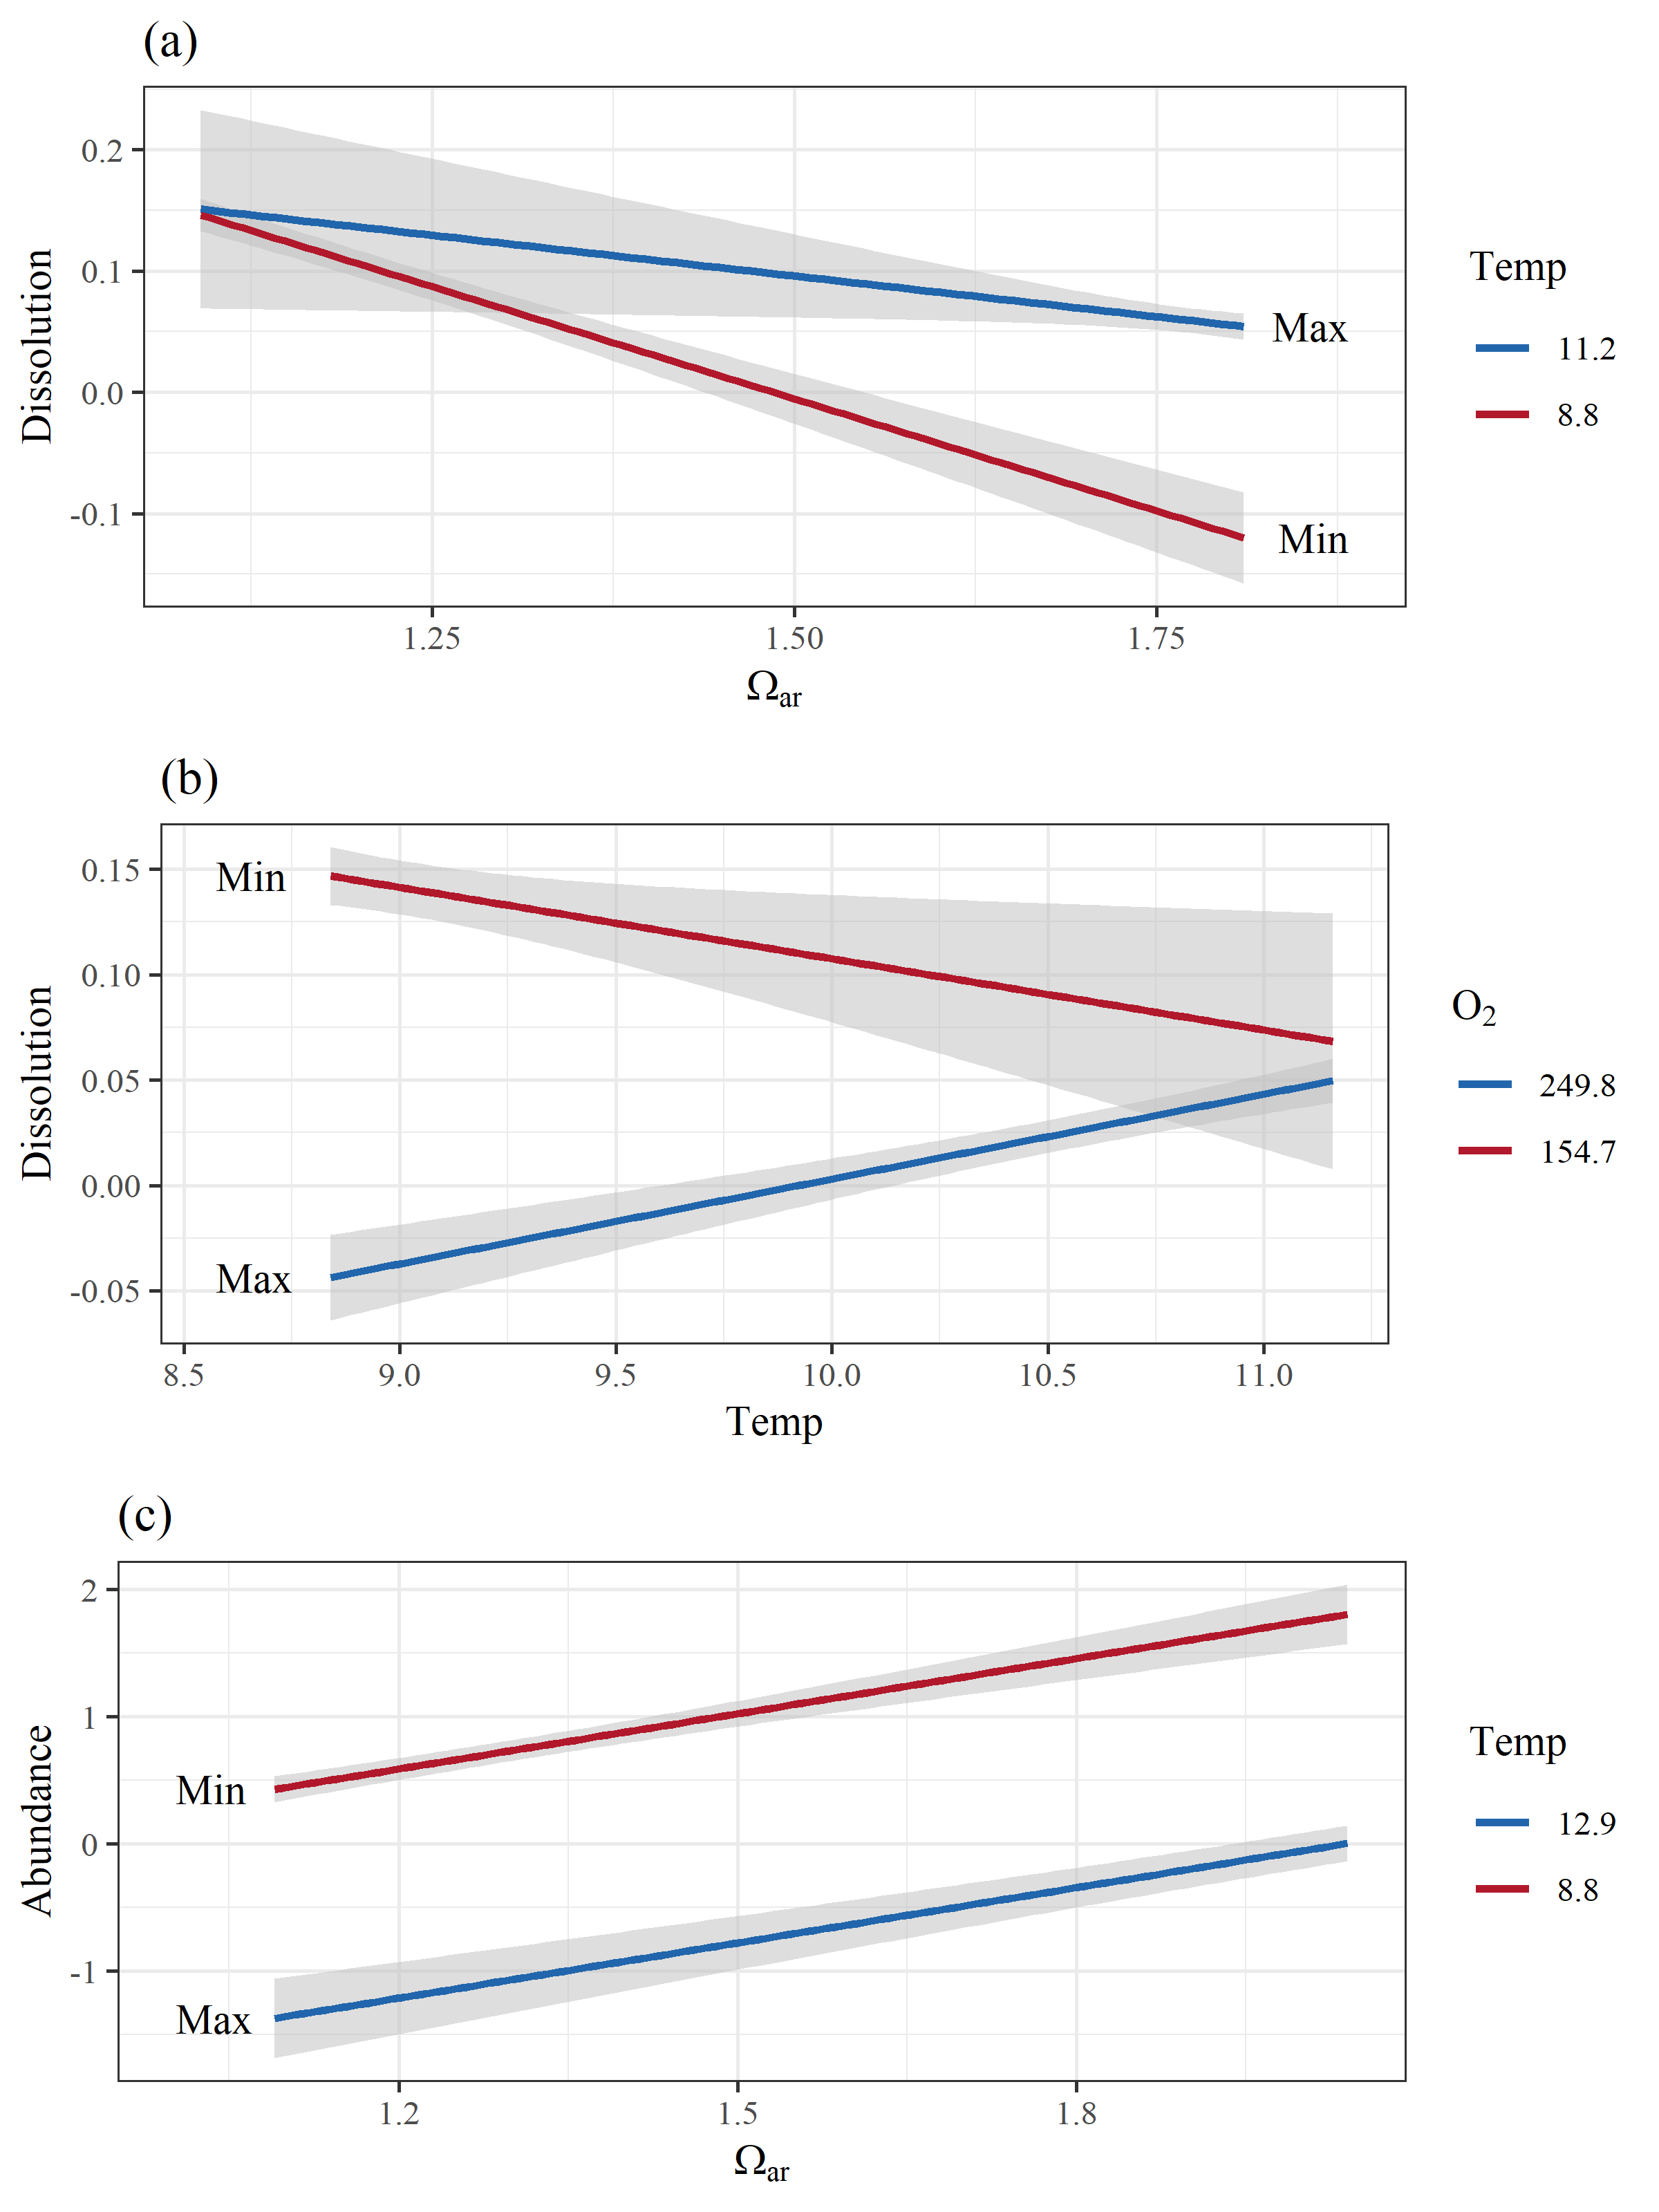 (a)
0.2
0.1
0.0
-0.1
Dissolution
Max
Min
1.25 1.50 1.75
Ωar
Temp
11.2
8.8
(b)
0.15
0.10
0.05
0.00
-0.05
Dissolution
Min
Max
8.5 9.0 9.5 10.0 10.5 11.0
Temp
O2
249.8
154.7
(c)
2
1
0
-1
Abundance
Min
Max
1.2 1.5 1.8
Ωar
Temp
12.9
8.8